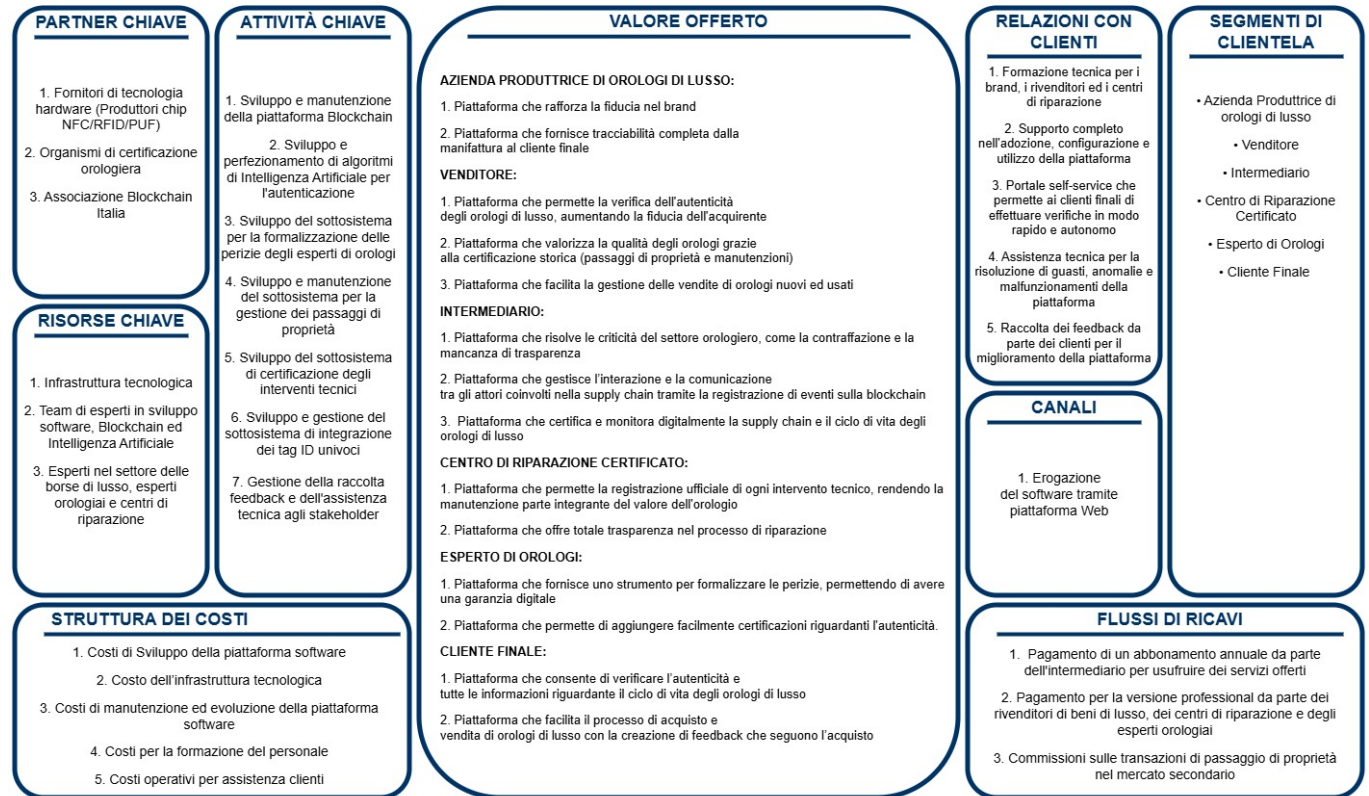 PARTNER CHIAVE
1. Fornitori di tecnologia
hardware (Produttori chip
NFC/RFID/PUF)
2. Organismi di certificazione
orologiera
3. Associazione Blockchain
Italia
RISORSE CHIAVE
1. Infrastruttura tecnologica
2. Team di esperti in sviluppo
software, Blockchain ed
Intelligenza Artificiale
3. Esperti nel settore delle
borse di lusso, esperti
orologiai e centri di
riparazione
ATTIVITÀ CHIAVE
1. Sviluppo e manutenzione
della piattaforma Blockchain
2. Sviluppo e
perfezionamento di algoritmi
di Intelligenza Artificiale per
l'autenticazione
3. Sviluppo del sottosistema
per la formalizzazione delle
perizie degli esperti di orologi
4. Sviluppo e manutenzione
del sottosistema per la
gestione dei passaggi di
proprietà
5. Sviluppo del sottosistema
di certificazione degli
interventi tecnici
6. Sviluppo e gestione del
sottosistema di integrazione
dei tag ID univoci
7. Gestione della raccolta
feedback e dell'assistenza
tecnica agli stakeholder
VALORE OFFERTO
AZIENDA PRODUTTRICE DI OROLOGI DI LUSSO:
1. Piattaforma che rafforza la fiducia nel brand
2. Piattaforma che fornisce tracciabilità completa dalla
manifattura al cliente finale
VENDITORE:
1. Piattaforma che permette la verifica dell'autenticità
degli orologi di lusso, aumentando la fiducia dell'acquirente
2. Piattaforma che valorizza la qualità degli orologi grazie
alla certificazione storica (passaggi di proprietà e manutenzioni)
3. Piattaforma che facilita la gestione delle vendite di orologi nuovi ed usati
INTERMEDIARIO:
1. Piattaforma che risolve le criticità del settore orologiero, come la contraffazione e la
mancanza di trasparenza
2. Piattaforma che gestisce l'interazione e la comunicazione
tra gli attori coinvolti nella supply chain tramite la registrazione di eventi sulla blockchain
3. Piattaforma che certifica e monitora digitalmente la supply chain e il ciclo di vita degli
orologi di lusso
CENTRO DI RIPARAZIONE CERTIFICATO:
1. Piattaforma che permette la registrazione ufficiale di ogni intervento tecnico, rendendo la
manutenzione parte integrante del valore dell'orologio
2. Piattaforma che offre totale trasparenza nel processo di riparazione
ESPERTO DI OROLOGI:
1. Piattaforma che fornisce uno strumento per formalizzare le perizie, permettendo di avere
una garanzia digitale
2. Piattaforma che permette di aggiungere facilmente certificazioni riguardanti l'autenticità.
CLIENTE FINALE:
1. Piattaforma che consente di verificare l'autenticità e
tutte le informazioni riguardante il ciclo di vita degli orologi di lusso
2. Piattaforma che facilita il processo di acquisto e
vendita di orologi di lusso con la creazione di feedback che seguono l'acquisto
RELAZIONI CON
CLIENTI
1. Formazione tecnica per i
brand, i rivenditori ed i centri
di riparazione
2. Supporto completo
nell'adozione, configurazione e
utilizzo della piattaforma
3. Portale self-service che
permette ai clienti finali di
effettuare verifiche in modo
rapido e autonomo
4. Assistenza tecnica per la
risoluzione di guasti, anomalie e
malfunzionamenti della
piattaforma
5. Raccolta dei feedback da
parte dei clienti per il
miglioramento della piattaforma
CANALI
1. Erogazione
del software tramite
piattaforma Web
SEGMENTI DI
CLIENTELA
• Azienda Produttrice di
orologi di lusso
• Venditore
• Intermediario
• Centro di Riparazione
Certificato
• Esperto di Orologi
• Cliente Finale
STRUTTURA DEI COSTI
1. Costi di Sviluppo della piattaforma software
2. Costo dell'infrastruttura tecnologica
3. Costi di manutenzione ed evoluzione della piattaforma
software
4. Costi per la formazione del personale
5. Costi operativi per assistenza clienti
FLUSSI DI RICAVI
1. Pagamento di un abbonamento annuale da parte
dell'intermediario per usufruire dei servizi offerti
2. Pagamento per la versione professional da parte dei
rivenditori di beni di lusso, dei centri di riparazione e degli
esperti orologiai
3. Commissioni sulle transazioni di passaggio di proprietà
nel mercato secondario